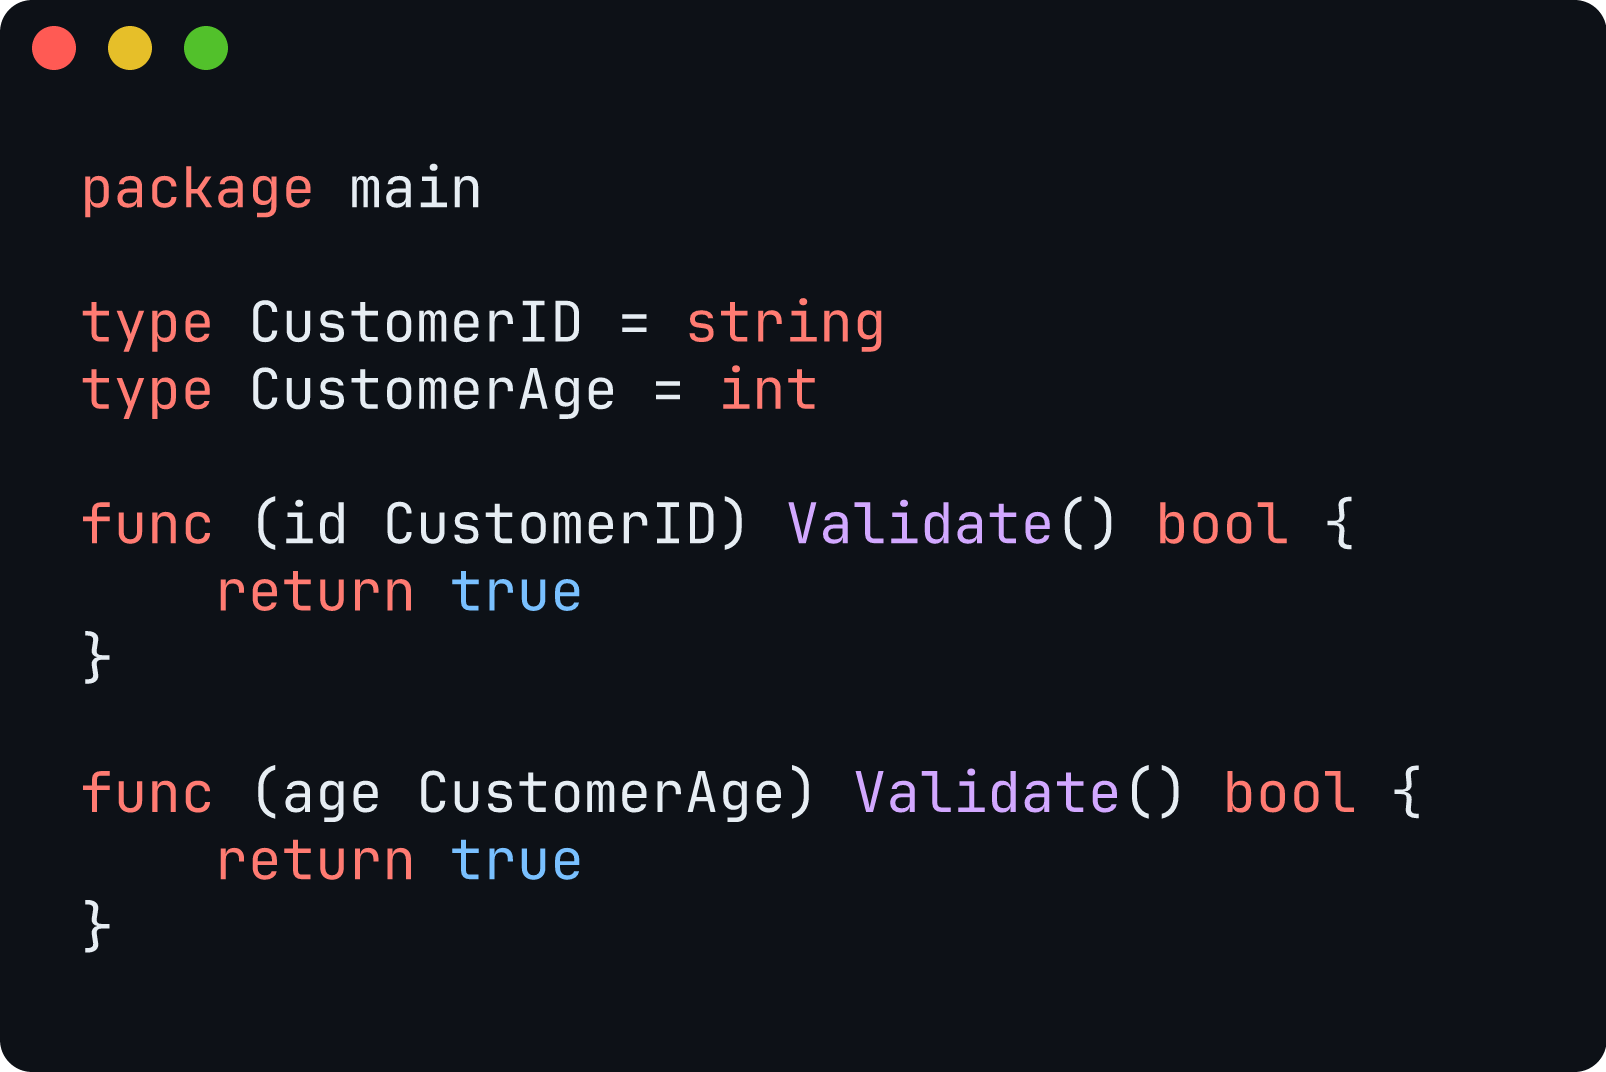 package main

type CustomerID = string
type CustomerAge = int

func (id CustomerID) Validate() bool {
    return true
}

func (age CustomerAge) Validate() bool {
    return true
}